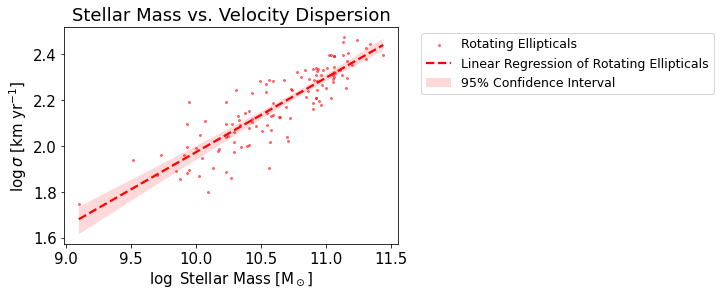 Stellar Mass vs. Velocity Dispersion
log σ [km yr⁻¹]
2.4
2.2
2.0
1.8
1.6
9.0 9.5 10.0 10.5 11.0 11.5
log Stellar Mass [M_⊙]
Rotating Ellipticals
Linear Regression of Rotating Ellipticals
95% Confidence Interval